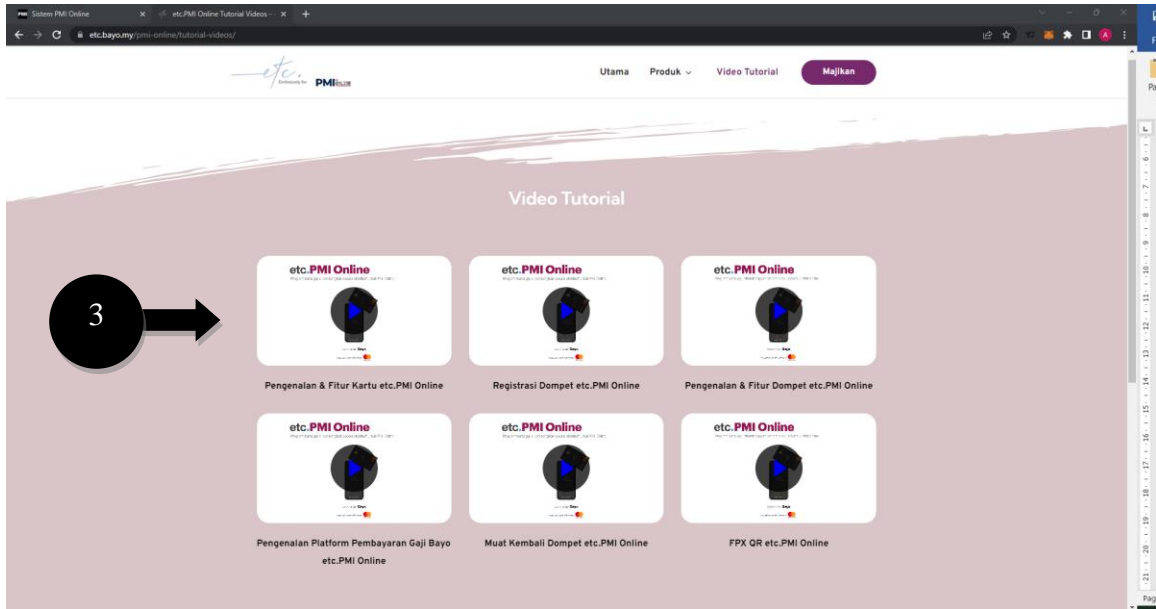 Sistem PMI Online
etc.PMI Online Tutorial Videos -
etc.bayo.my/pmi-online/tutorial-videos/
etc.
PMI
Utama Produk Video Tutorial Majikan
Video Tutorial
3
etc.PMI Online
etc.PMI Online
etc.PMI Online
Pengenalan & Fitur Kartu etc.PMI Online
Registrasi Dompet etc.PMI Online
Pengenalan & Fitur Dompet etc.PMI Online
etc.PMI Online
etc.PMI Online
etc.PMI Online
Pengenalan Platform Pembayaran Gaji Bayo
etc.PMI Online
Muat Kembali Dompet etc.PMI Online
FPX QR etc.PMI Online